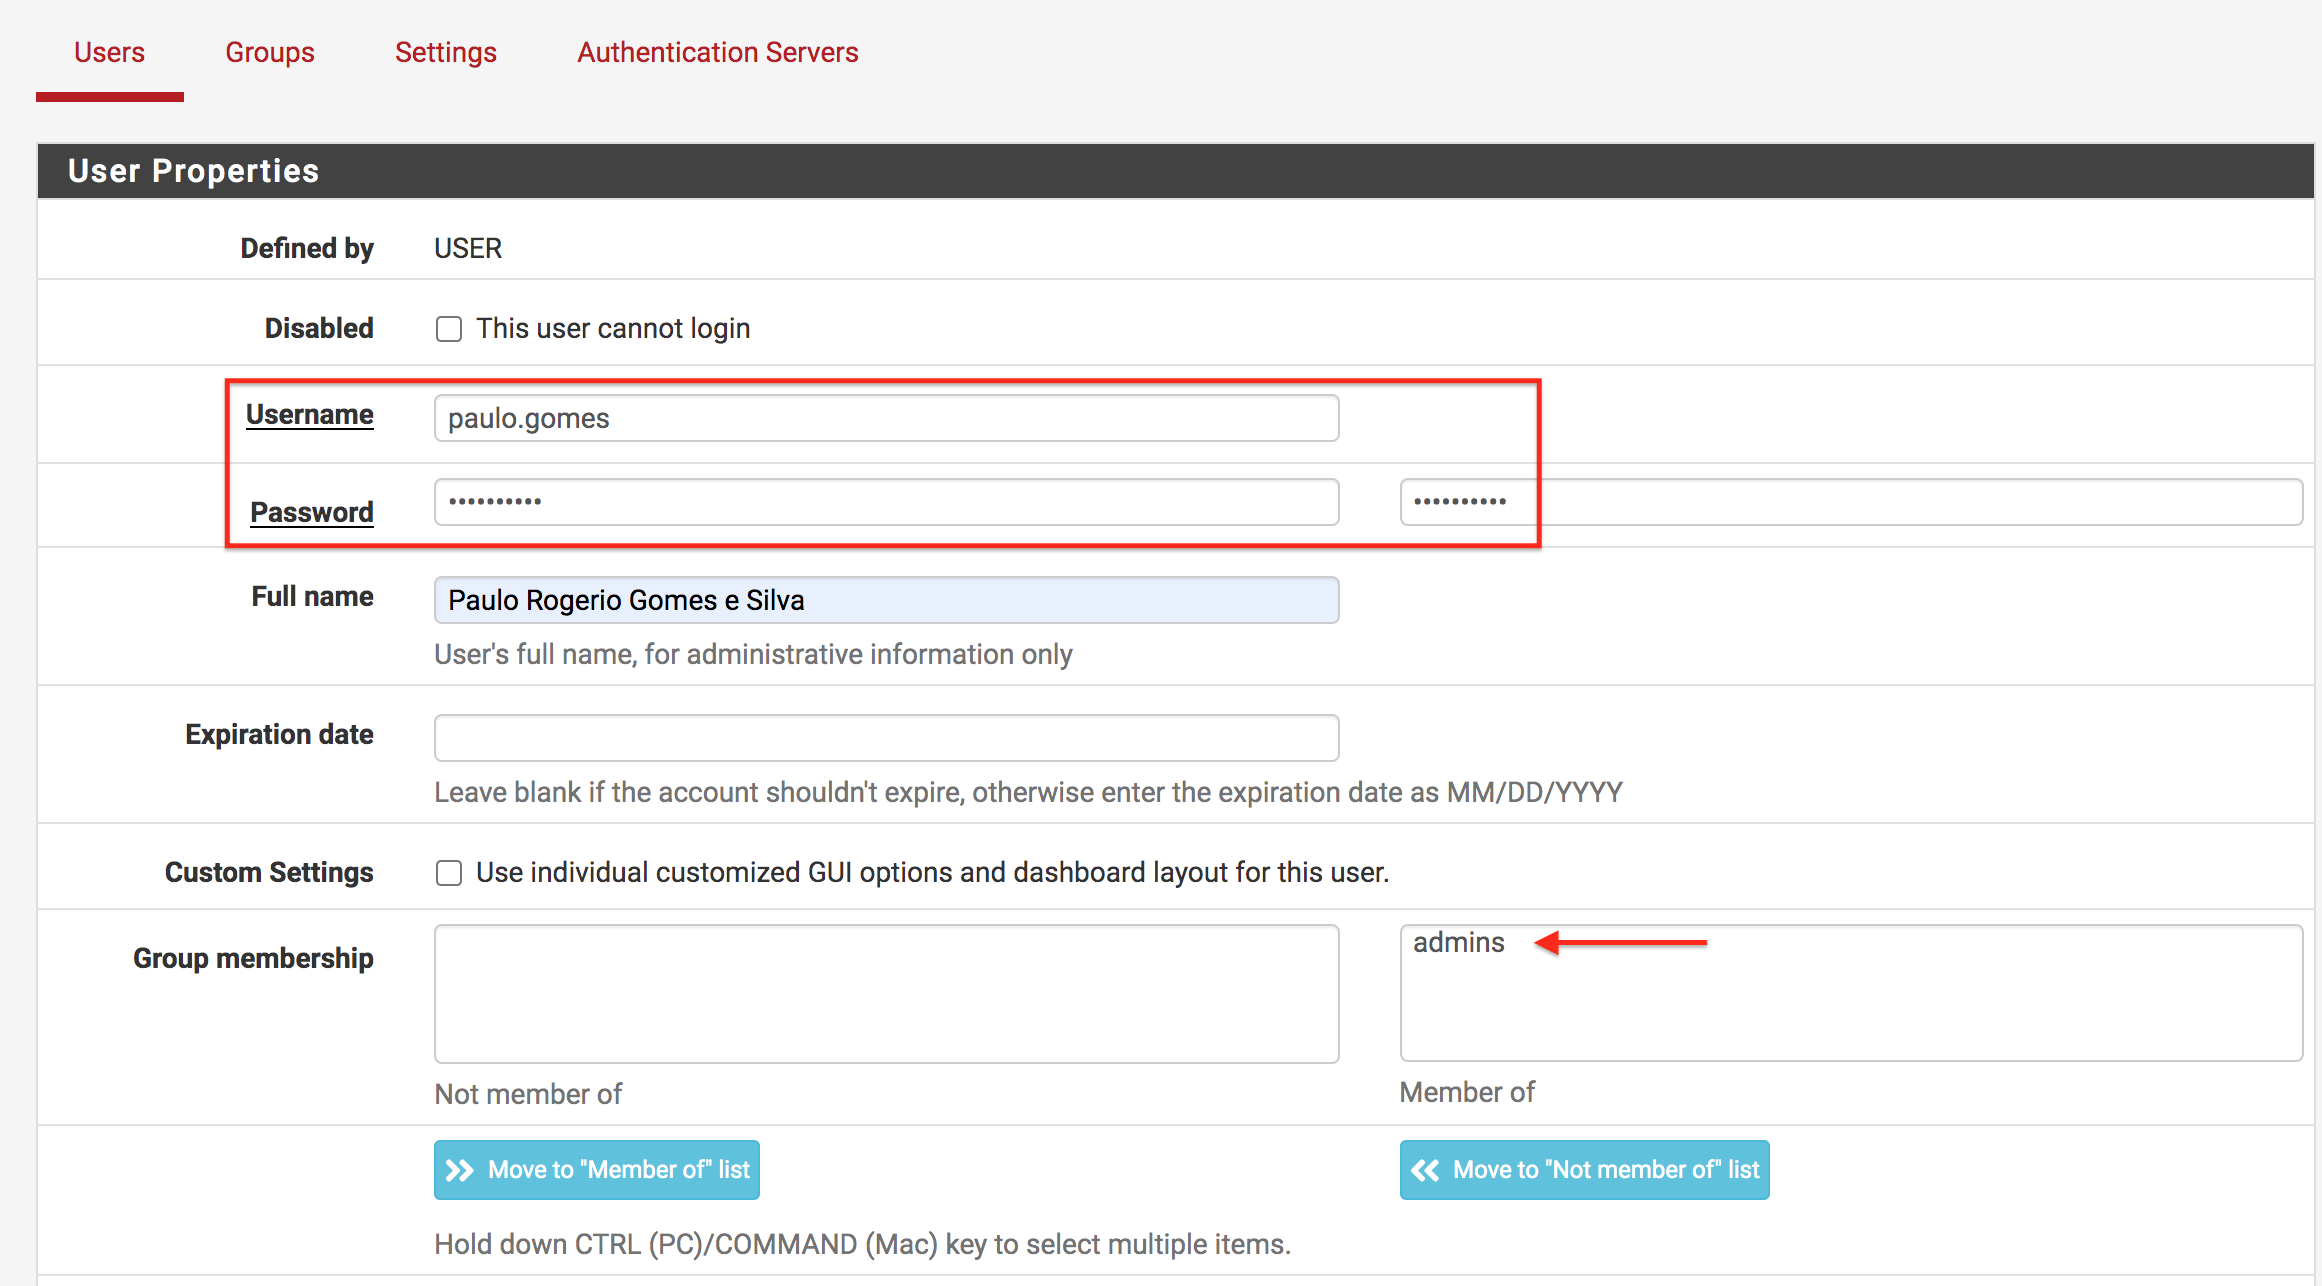 Users Groups Settings Authentication Servers
User Properties
Defined by USER
Disabled This user cannot login
Username paulo.gomes
Password •••••••••• ••••••••••
Full name Paulo Rogerio Gomes e Silva
User's full name, for administrative information only
Expiration date
Leave blank if the account shouldn't expire, otherwise enter the expiration date as MM/DD/YYYY
Custom Settings Use individual customized GUI options and dashboard layout for this user.
Group membership admins
Not member of Member of
Move to "Member of" list Move to "Not member of" list
Hold down CTRL (PC)/COMMAND (Mac) key to select multiple items.